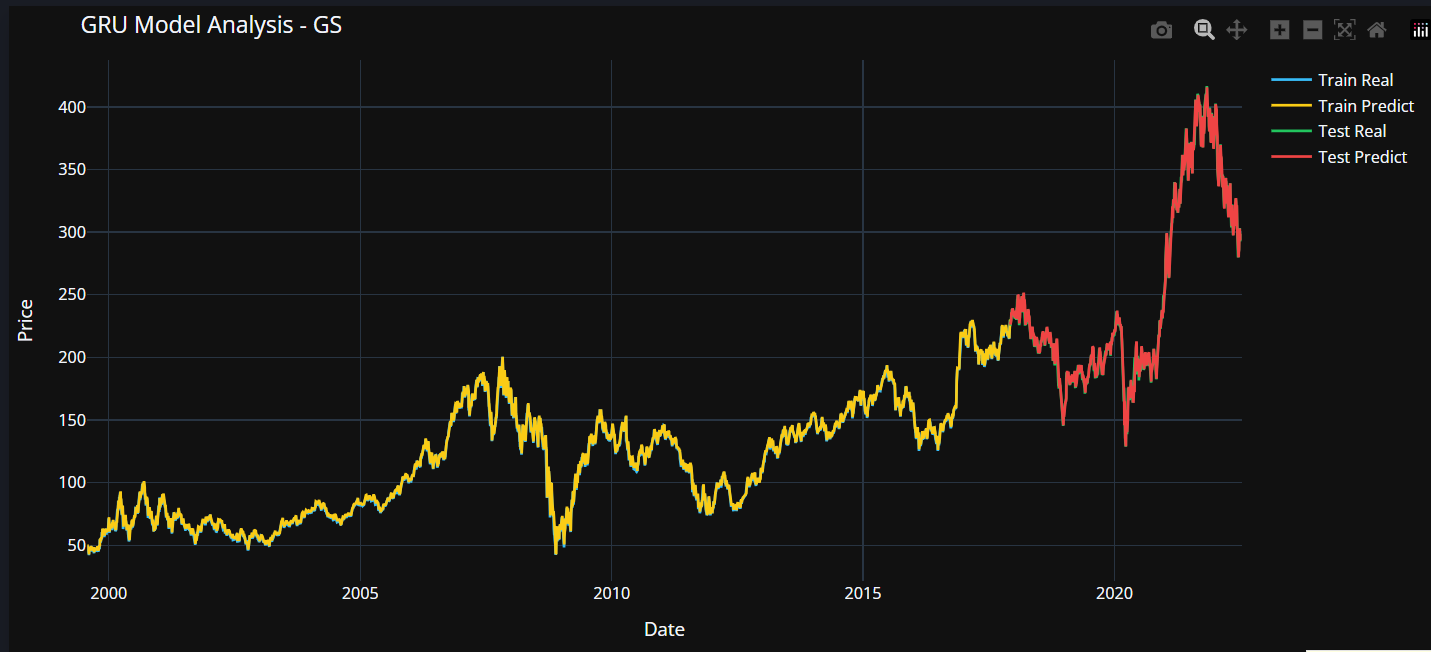 GRU Model Analysis - GS
Train Real
Train Predict
Test Real
Test Predict
400
350
300
250
200
150
100
50
Price
2000 2005 2010 2015 2020
Date